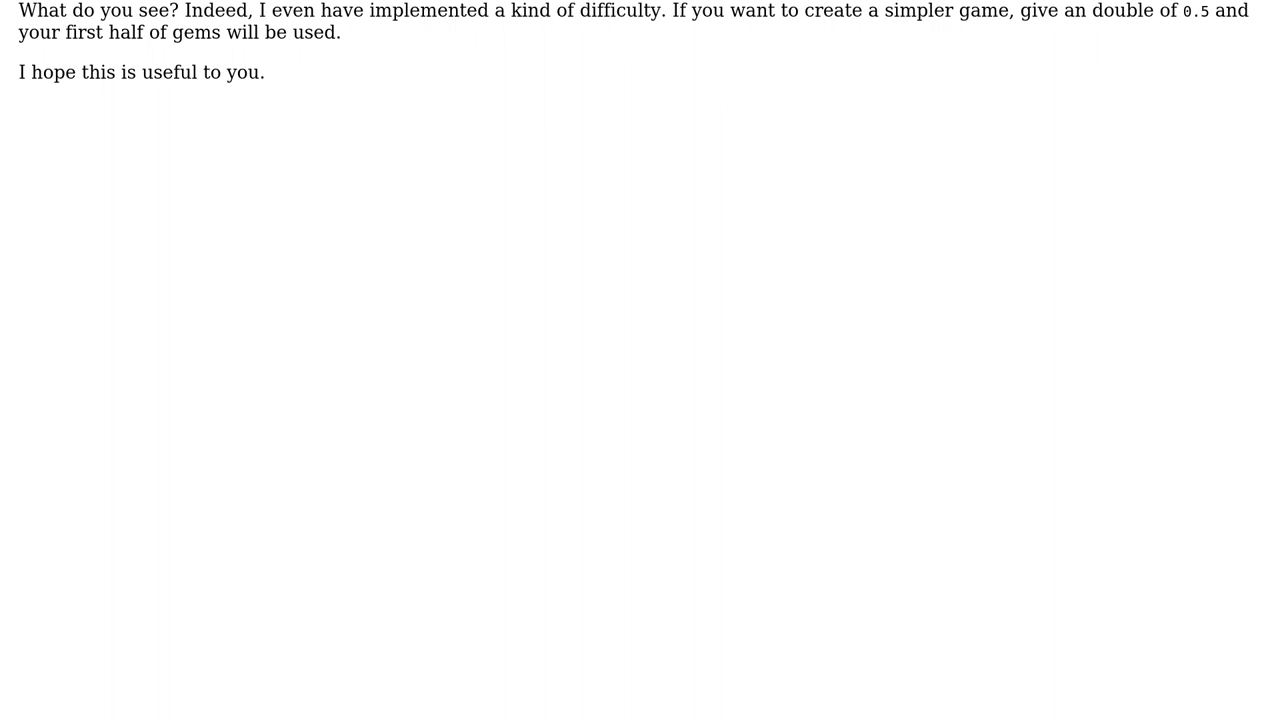 What do you see? Indeed, I even have implemented a kind of difficulty. If you want to create a simpler game, give an double of 0.5 and
your first half of gems will be used.
I hope this is useful to you.